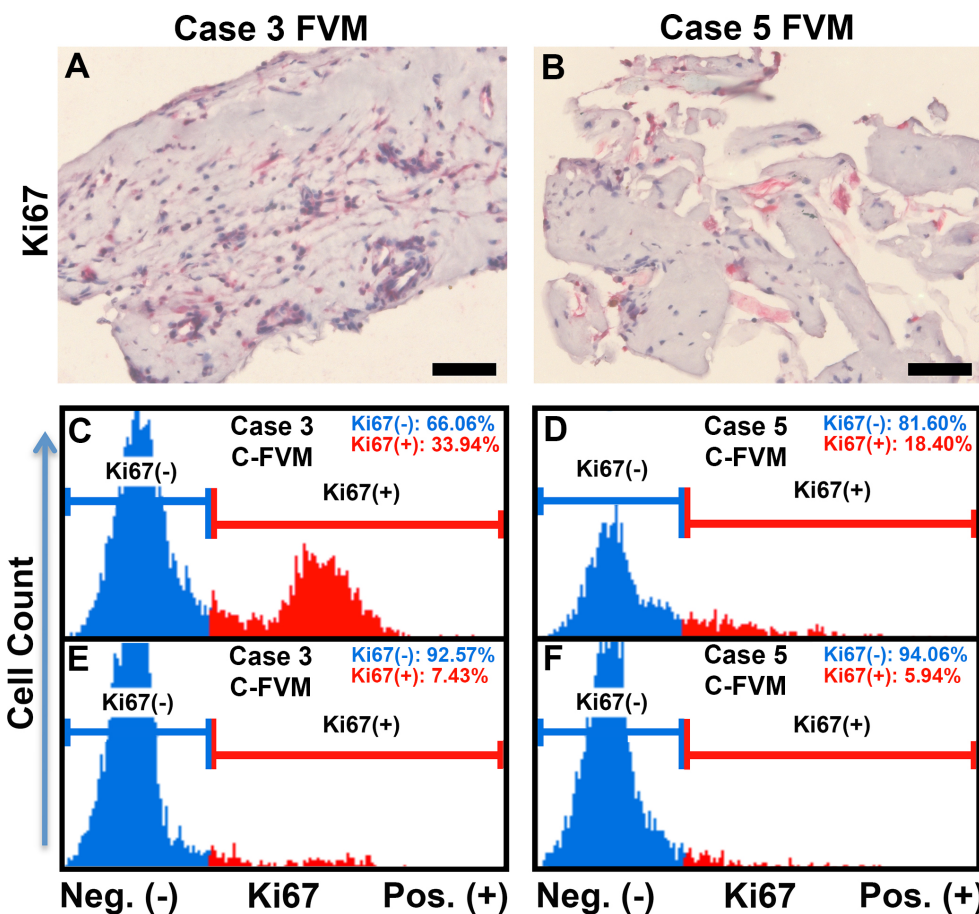 Case 3 FVM
Case 5 FVM
A
B
Ki67
C
Case 3
C-FVM
Ki67(-): 66.06%
Ki67(+): 33.94%
Ki67(-)
Ki67(+)
D
Case 5
C-FVM
Ki67(-): 81.60%
Ki67(+): 18.40%
Ki67(-)
Ki67(+)
E
Case 3
C-FVM
Ki67(-): 92.57%
Ki67(+): 7.43%
Ki67(-)
Ki67(+)
F
Case 5
C-FVM
Ki67(-): 94.06%
Ki67(+): 5.94%
Ki67(-)
Ki67(+)
Cell Count
Neg. (-) Ki67 Pos. (+)
Neg. (-) Ki67 Pos. (+)